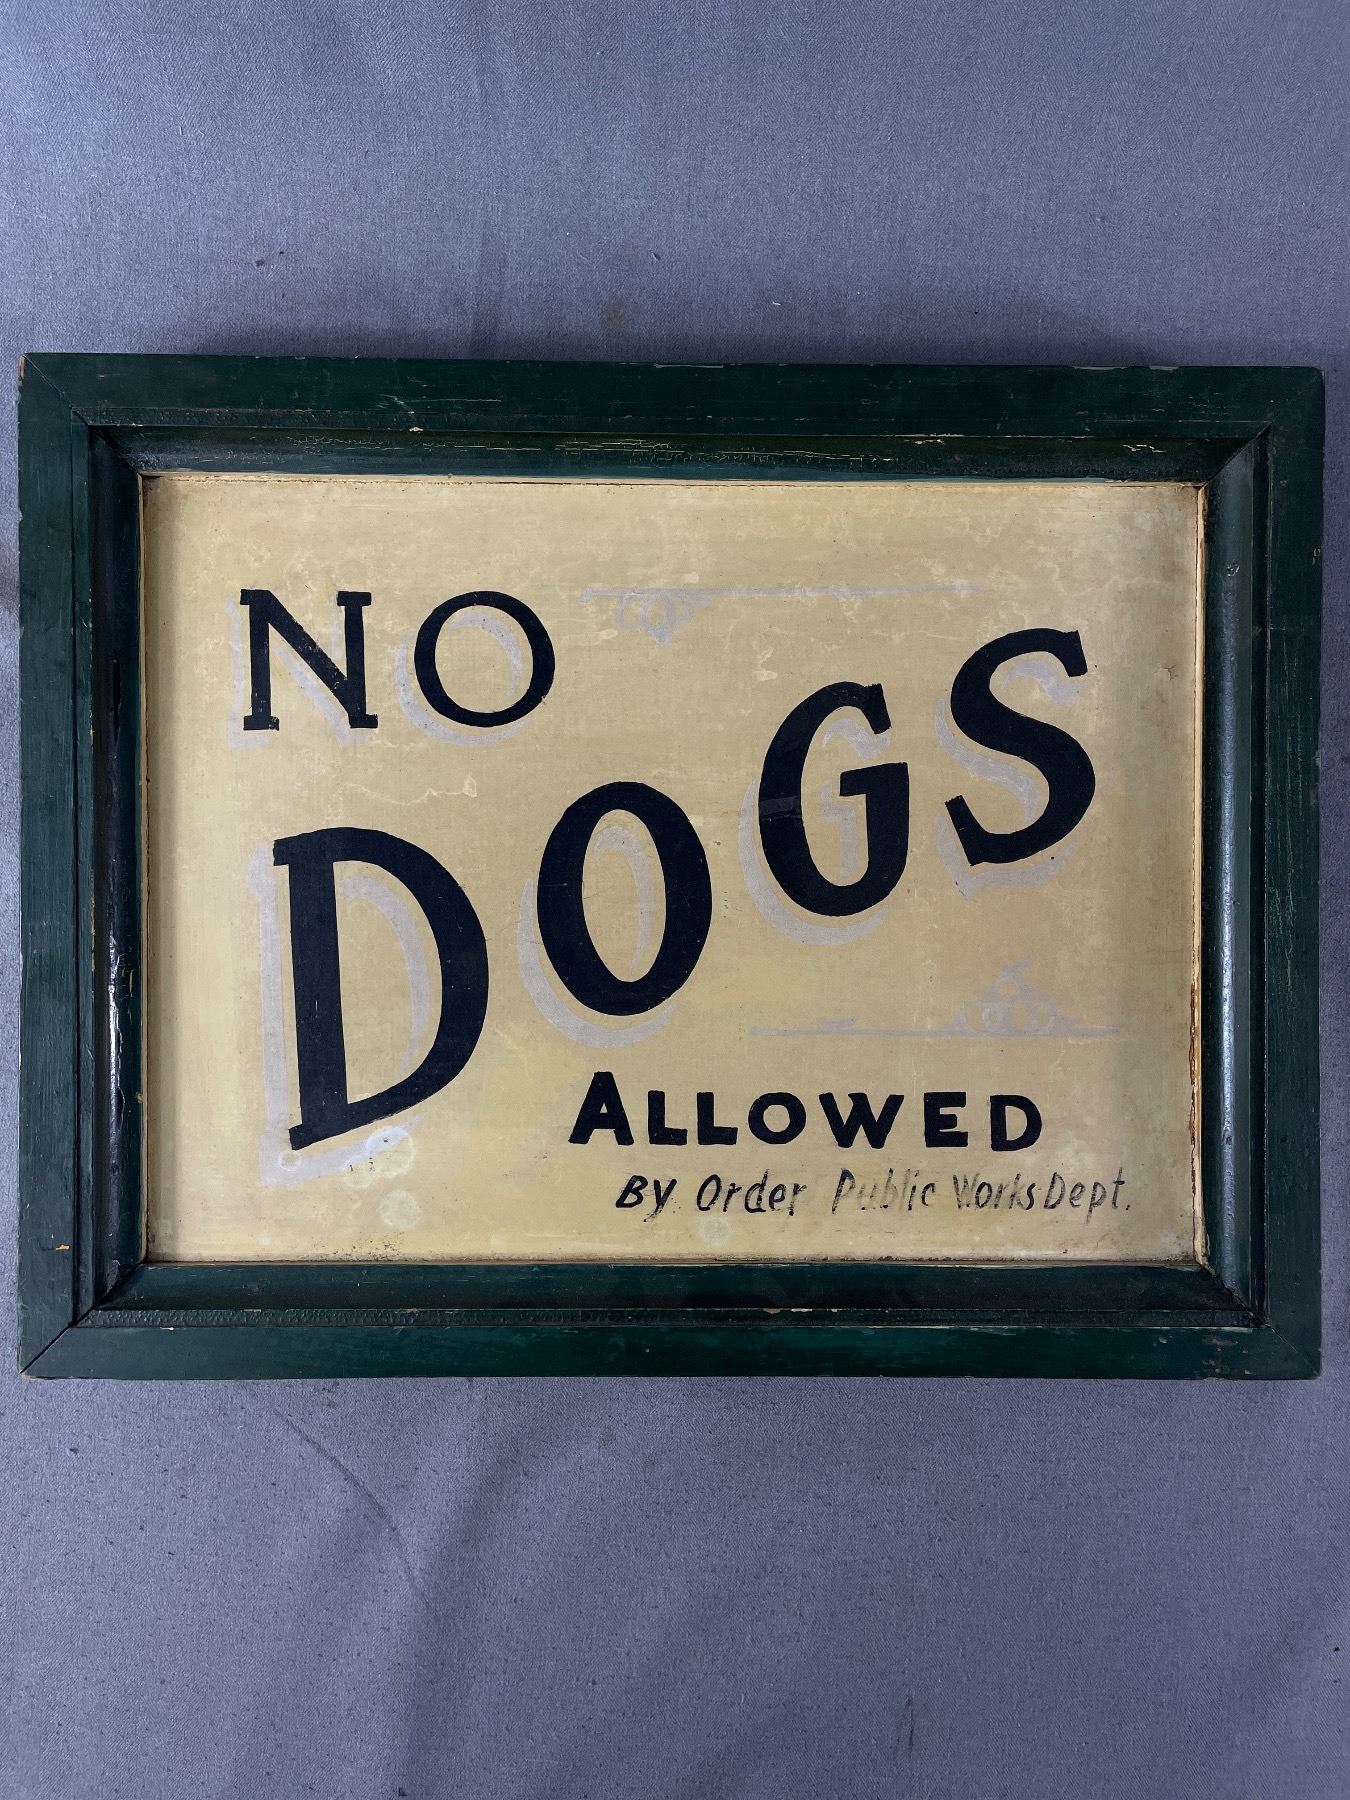 NO
DOGS
ALLOWED
By Order Public Works Dept.